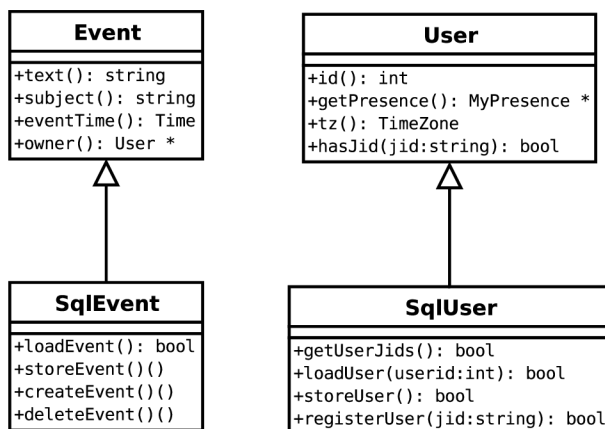 Event
+text(): string
+subject(): string
+eventTime(): Time
+owner(): User *
User
+id(): int
+getPresence(): MyPresence *
+tz(): TimeZone
+hasJid(jid:string): bool
SqlEvent
+loadEvent(): bool
+storeEvent()()
+createEvent()()
+deleteEvent()()
SqlUser
+getUserJids(): bool
+loadUser(userid:int): bool
+storeUser(): bool
+registerUser(jid:string): bool